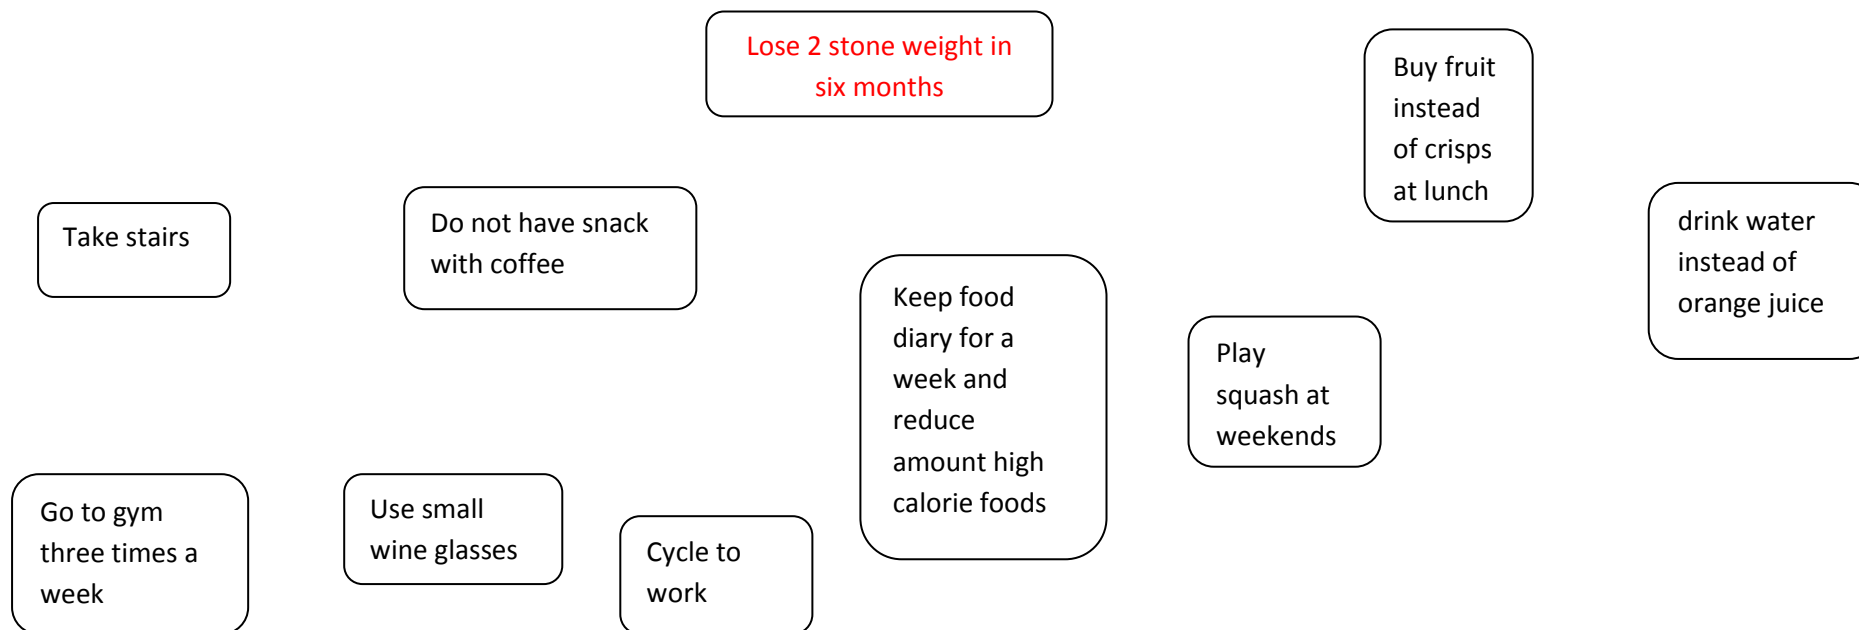 Lose 2 stone weight in
six months
Buy fruit
instead
of crisps
at lunch
Take stairs
Do not have snack
with coffee
drink water
instead of
orange juice
Keep food
diary for a
week and
reduce
amount high
calorie foods
Play
squash at
weekends
Go to gym
three times a
week
Use small
wine glasses
Cycle to
work